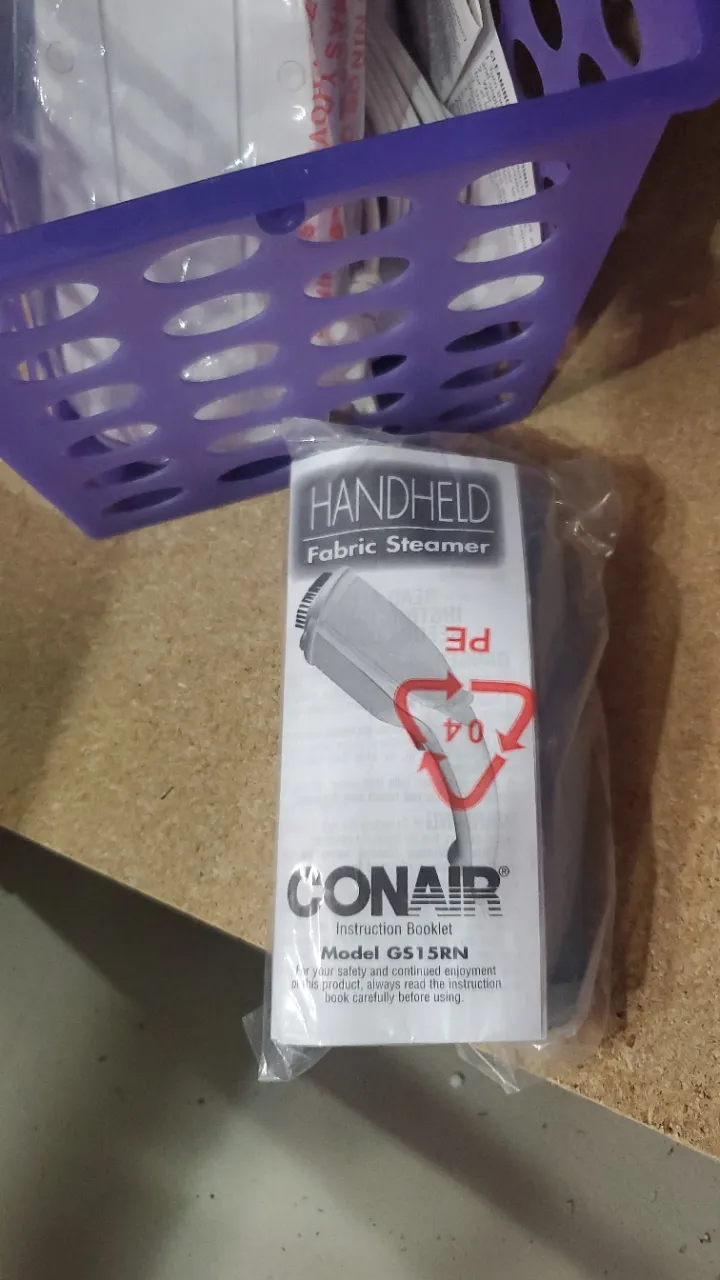 HANDHELD
Fabric Steamer
PE
04
CONAIR®
Instruction Booklet
Model GS15RN
For your safety and continued enjoyment
of this product, always read the instruction
book carefully before using.